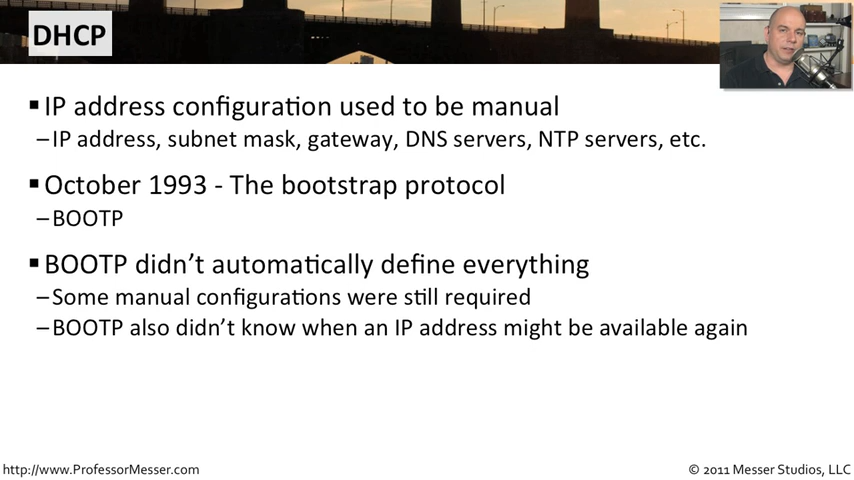 DHCP
▪IP address configuration used to be manual
–IP address, subnet mask, gateway, DNS servers, NTP servers, etc.
▪October 1993 - The bootstrap protocol
–BOOTP
▪BOOTP didn’t automatically define everything
–Some manual configurations were still required
–BOOTP also didn’t know when an IP address might be available again
http://www.ProfessorMesser.com
© 2011 Messer Studios, LLC